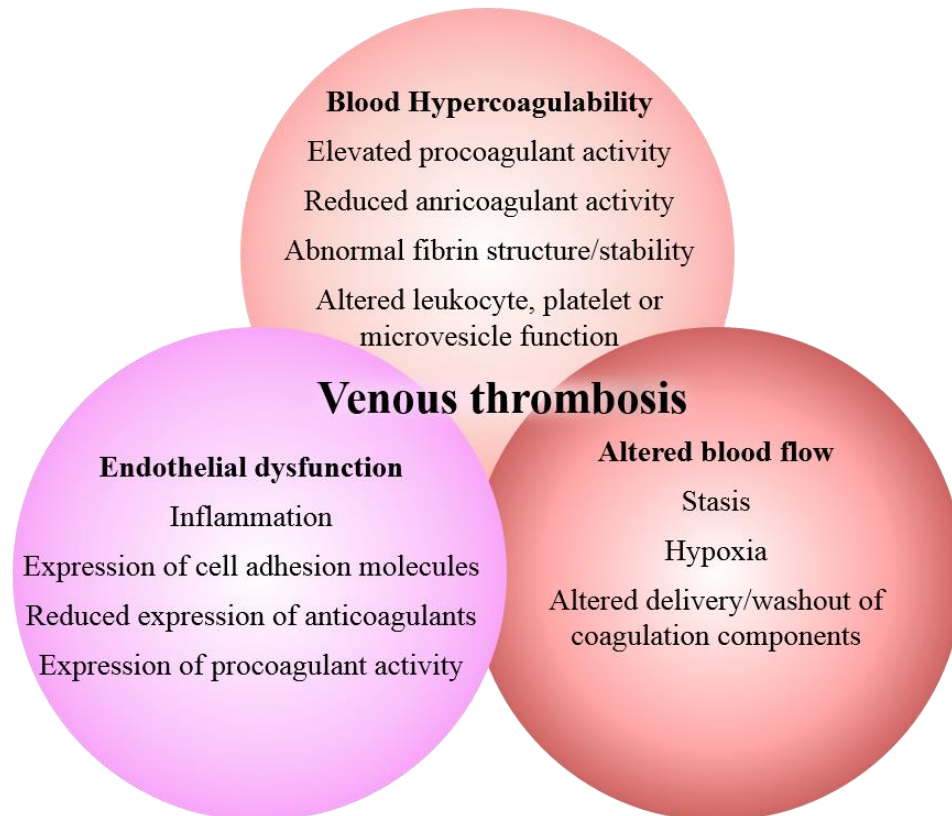 Blood Hypercoagulability
Elevated procoagulant activity
Reduced anricoagulant activity
Abnormal fibrin structure/stability
Altered leukocyte, platelet or
microvesicle function
Venous thrombosis
Endothelial dysfunction
Inflammation
Expression of cell adhesion molecules
Reduced expression of anticoagulants
Expression of procoagulant activity
Altered blood flow
Stasis
Hypoxia
Altered delivery/washout of
coagulation components